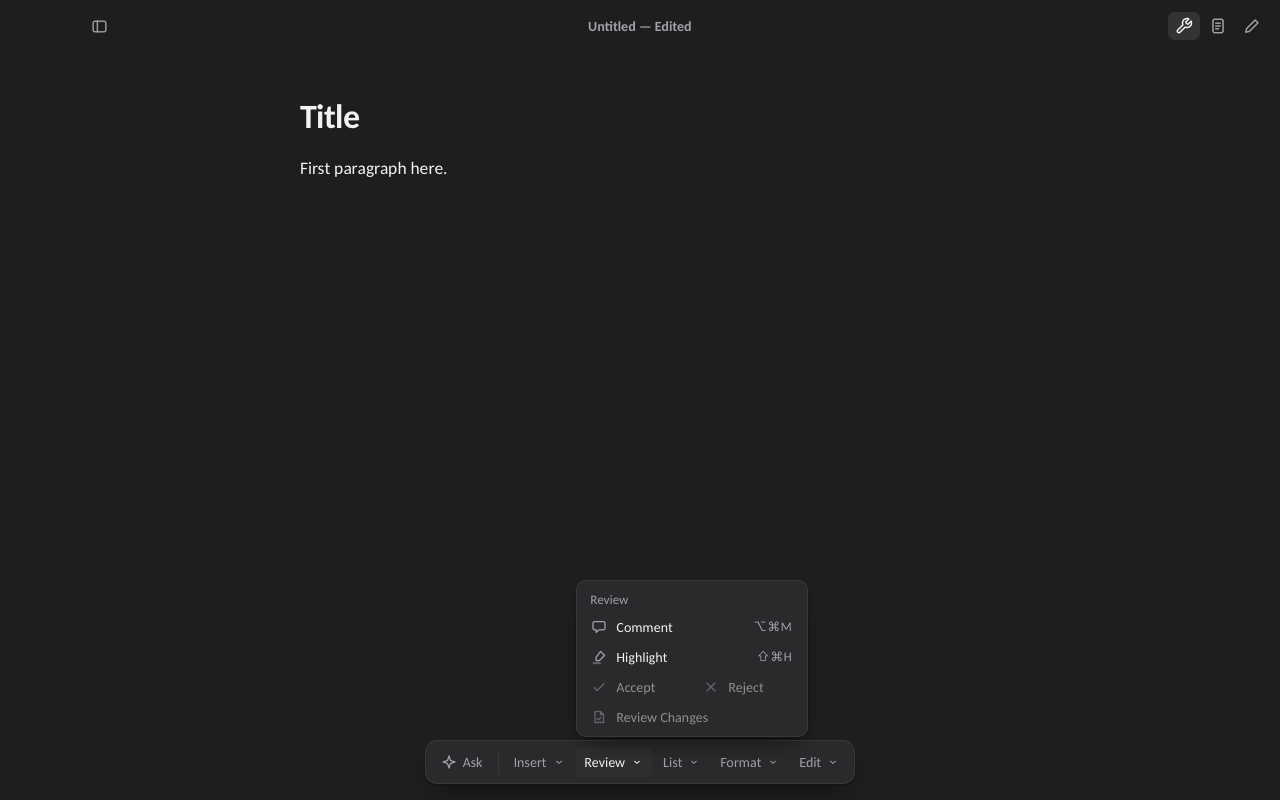 Untitled — Edited
Title
First paragraph here.
Review
Comment ⌥⌘M
Highlight ⇧⌘H
Accept Reject
Review Changes
Ask Insert Review List Format Edit